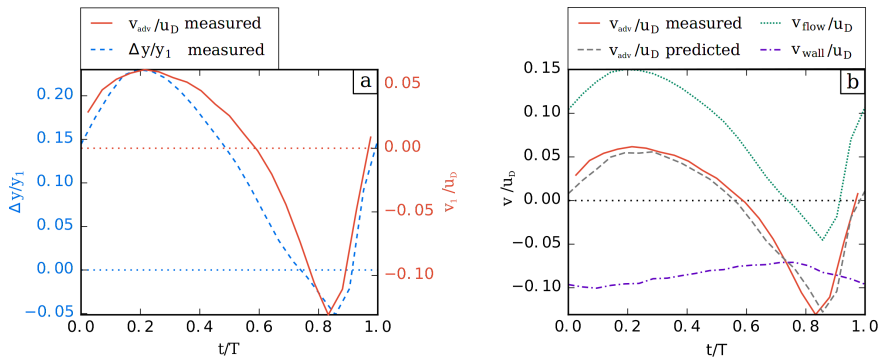 v_adv/u_D measured
Δy/y₁ measured
a
0.20
0.15
0.10
0.05
0.00
−0.05
Δy/y₁
0.05
0.00
−0.05
−0.10
v₁/u_D
0.0 0.2 0.4 0.6 0.8 1.0
t/T
v_adv/u_D measured v_flow/u_D
v_adv/u_D predicted v_wall/u_D
b
0.15
0.10
0.05
0.00
−0.05
−0.10
v/u_D
0.0 0.2 0.4 0.6 0.8 1.0
t/T